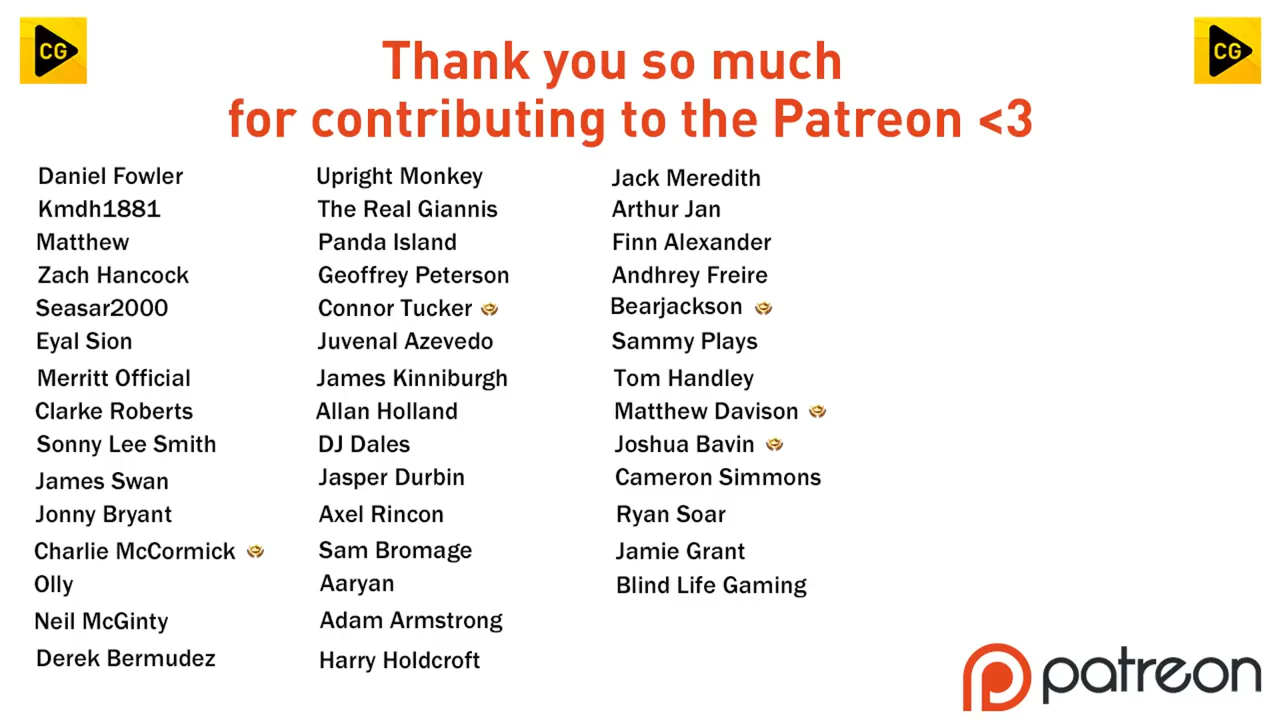 CG
CG
Thank you so much
for contributing to the Patreon <3
Daniel Fowler
Kmdh1881
Matthew
Zach Hancock
Seasar2000
Eyal Sion
Merritt Official
Clarke Roberts
Sonny Lee Smith
James Swan
Jonny Bryant
Charlie McCormick
Olly
Neil McGinty
Derek Bermudez
Upright Monkey
The Real Giannis
Panda Island
Geoffrey Peterson
Connor Tucker
Juvenal Azevedo
James Kinniburgh
Allan Holland
DJ Dales
Jasper Durbin
Axel Rincon
Sam Bromage
Aaryan
Adam Armstrong
Harry Holdcroft
Jack Meredith
Arthur Jan
Finn Alexander
Andhrey Freire
Bearjackson
Sammy Plays
Tom Handley
Matthew Davison
Joshua Bavin
Cameron Simmons
Ryan Soar
Jamie Grant
Blind Life Gaming
patreon